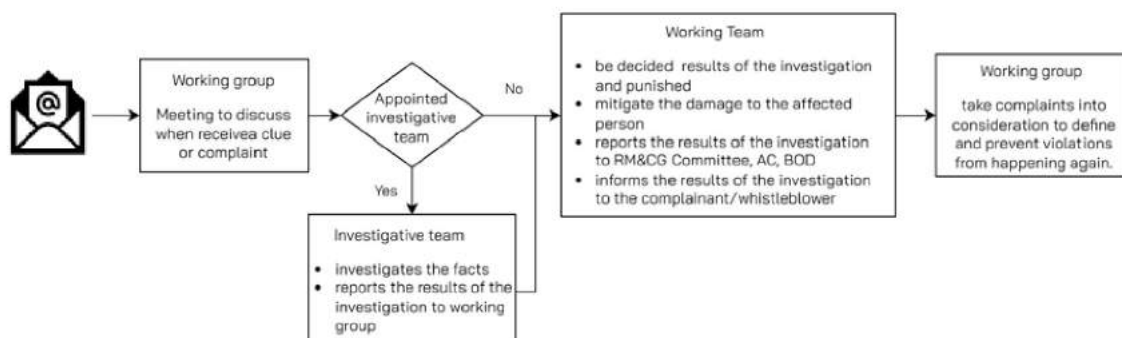 @
Working group
Meeting to discuss
when receivea clue
or complaint
Appointed
investigative
team
No
Yes
Investigative team
• investigates the facts
• reports the results of the
investigation to working
group
Working Team
• be decided results of the investigation
and punished
• mitigate the damage to the affected
person
• reports the results of the investigation
to RM&CG Committee, AC, BOD
• informs the results of the investigation
to the complainant/whistleblower
Working group
take complaints into
consideration to define
and prevent violations
from happening again.